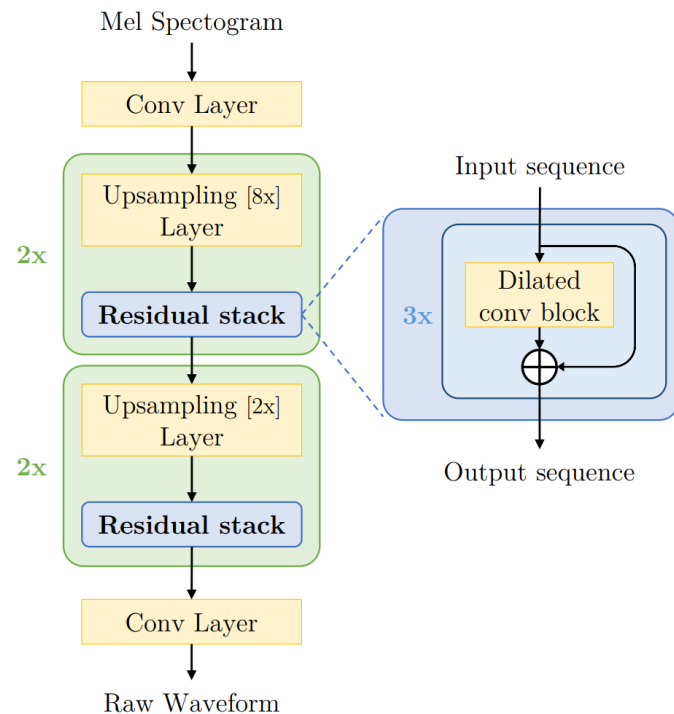 Mel Spectogram
Conv Layer
Upsampling [8x]
Layer
2x
Residual stack
Upsampling [2x]
Layer
2x
Residual stack
Conv Layer
Raw Waveform
Input sequence
Dilated
conv block
3x
Output sequence